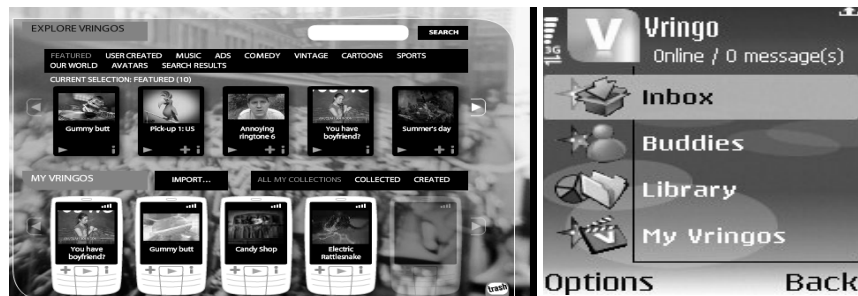 EXPLORE VRINGOS
SEARCH
FEATURED USER CREATED MUSIC ADS COMEDY VINTAGE CARTOONS SPORTS
OUR WORLD AVATARS SEARCH RESULTS
CURRENT SELECTION: FEATURED (10)
Gummy butt
Pick-up 1: US
Annoying
ringtone 6
You have
boyfriend?
Summer's day
MY VRINGOS IMPORT... ALL MY COLLECTIONS COLLECTED CREATED
You have
boyfriend?
Gummy butt
Candy Shop
Electric
Rattlesnake
trash
3G
V
Vringo
Online / 0 message(s)
Inbox
Buddies
Library
My Vringos
Options Back